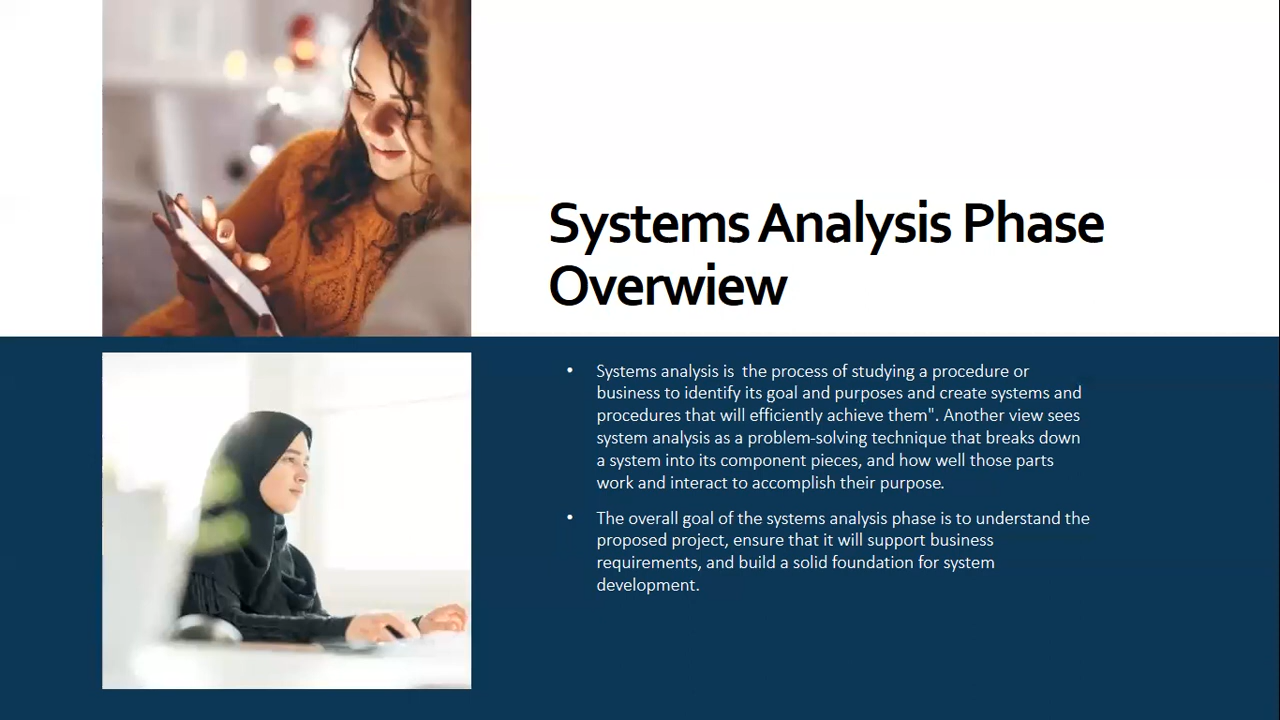 Systems Analysis Phase
Overwiew
• Systems analysis is  the process of studying a procedure or
business to identify its goal and purposes and create systems and
procedures that will efficiently achieve them". Another view sees
system analysis as a problem-solving technique that breaks down
a system into its component pieces, and how well those parts
work and interact to accomplish their purpose.
• The overall goal of the systems analysis phase is to understand the
proposed project, ensure that it will support business
requirements, and build a solid foundation for system
development.